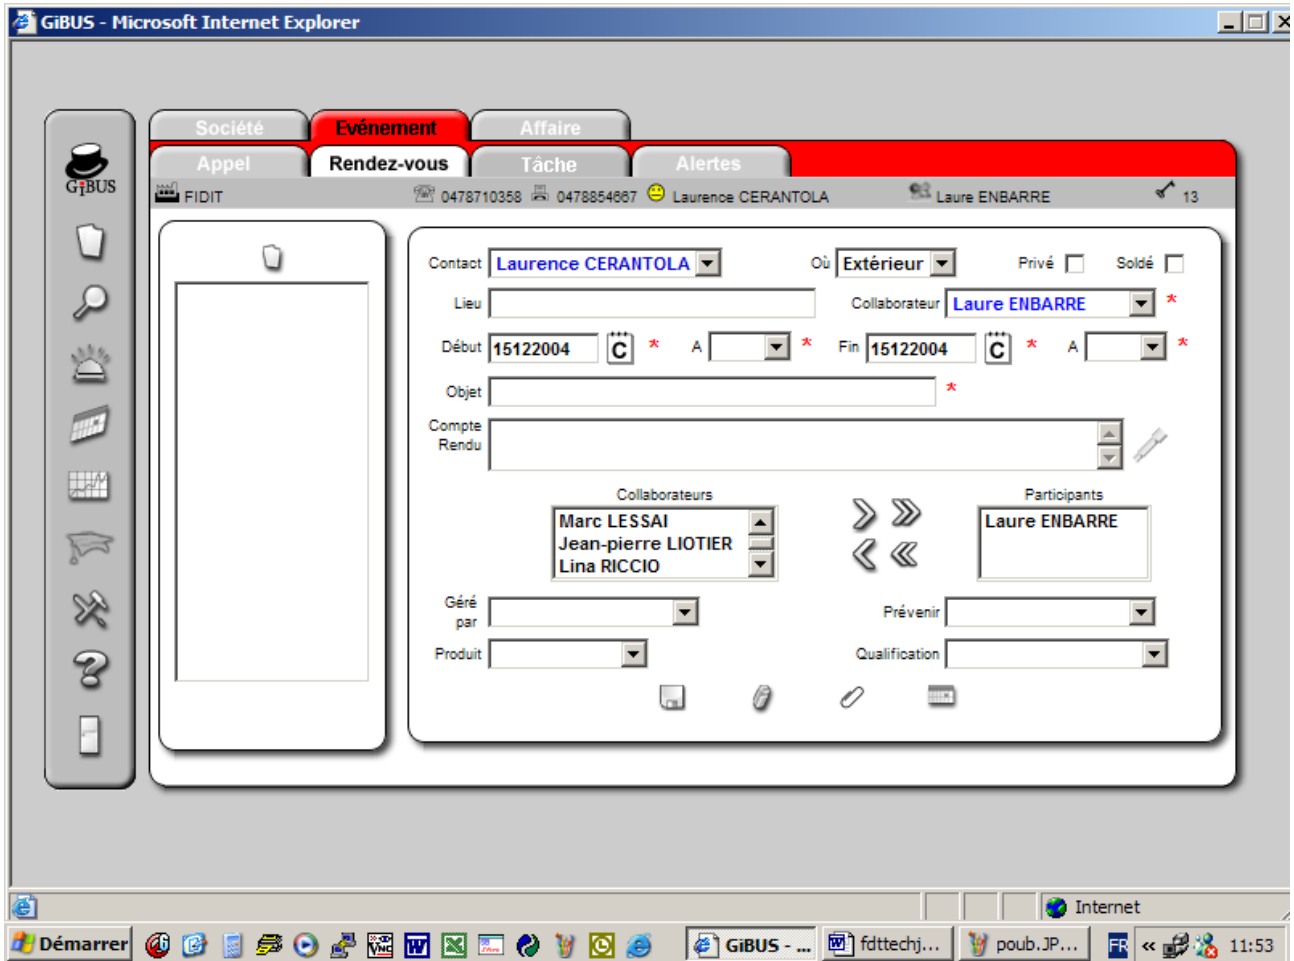 GiBUS - Microsoft Internet Explorer
Société Evénement Affaire
Appel Rendez-vous Tâche Alertes
GiBUS
FIDIT 0478710358 0478854667 Laurence CERANTOLA Laure ENBARRE 13
Contact Laurence CERANTOLA Où Extérieur Privé Soldé
Lieu Collaborateur Laure ENBARRE *
Début 15122004 C * A * Fin 15122004 C * A *
Objet *
Compte
Rendu
Collaborateurs Participants
Marc LESSAI Laure ENBARRE
Jean-pierre LIOTIER
Lina RICCIO
Géré
par Prévenir
Produit Qualification
Internet
Démarrer GiBUS - ... fdttechj... poub.JP... FR « 11:53